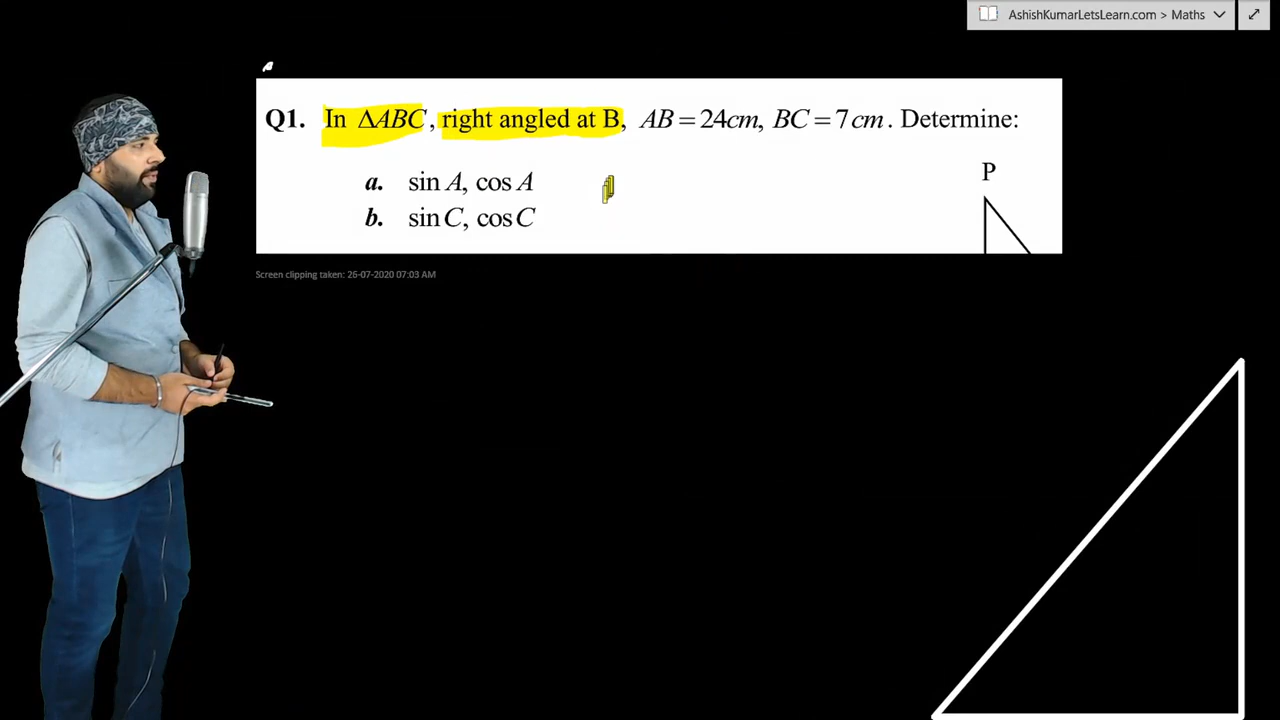 AshishKumarLetsLearn.com > Maths
Q1. In ΔABC, right angled at B, AB = 24cm, BC = 7cm. Determine:
a. sin A, cos A
b. sin C, cos C
P
Screen clipping taken: 26-07-2020 07:03 AM